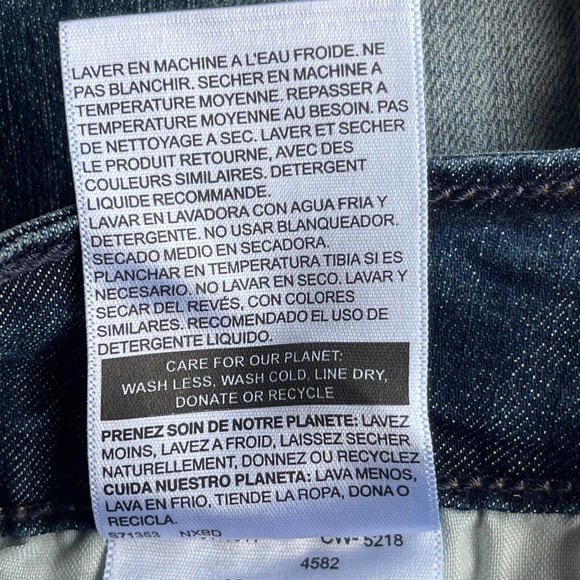 LAVER EN MACHINE A L'EAU FROIDE. NE
PAS BLANCHIR. SECHER EN MACHINE A
TEMPERATURE MOYENNE. REPASSER A
TEMPERATURE MOYENNE AU BESOIN. PAS
DE NETTOYAGE A SEC. LAVER ET SECHER
LE PRODUIT RETOURNE, AVEC DES
COULEURS SIMILAIRES. DETERGENT
LIQUIDE RECOMMANDE.
LAVAR EN LAVADORA CON AGUA FRIA Y
DETERGENTE. NO USAR BLANQUEADOR.
SECADO MEDIO EN SECADORA.
PLANCHAR EN TEMPERATURA TIBIA SI ES
NECESARIO. NO LAVAR EN SECO. LAVAR Y
SECAR DEL REVÉS, CON COLORES
SIMILARES. RECOMENDADO EL USO DE
DETERGENTE LIQUIDO.
CARE FOR OUR PLANET:
WASH LESS, WASH COLD, LINE DRY,
DONATE OR RECYCLE
PRENEZ SOIN DE NOTRE PLANETE: LAVEZ
MOINS, LAVEZ A FROID, LAISSEZ SECHER
NATURELLEMENT, DONNEZ OU RECYCLEZ
CUIDA NUESTRO PLANETA: LAVA MENOS,
LAVA EN FRIO, TIENDE LA ROPA, DONA O
RECICLA.
S71353 NXBD
CW- 5218
4582